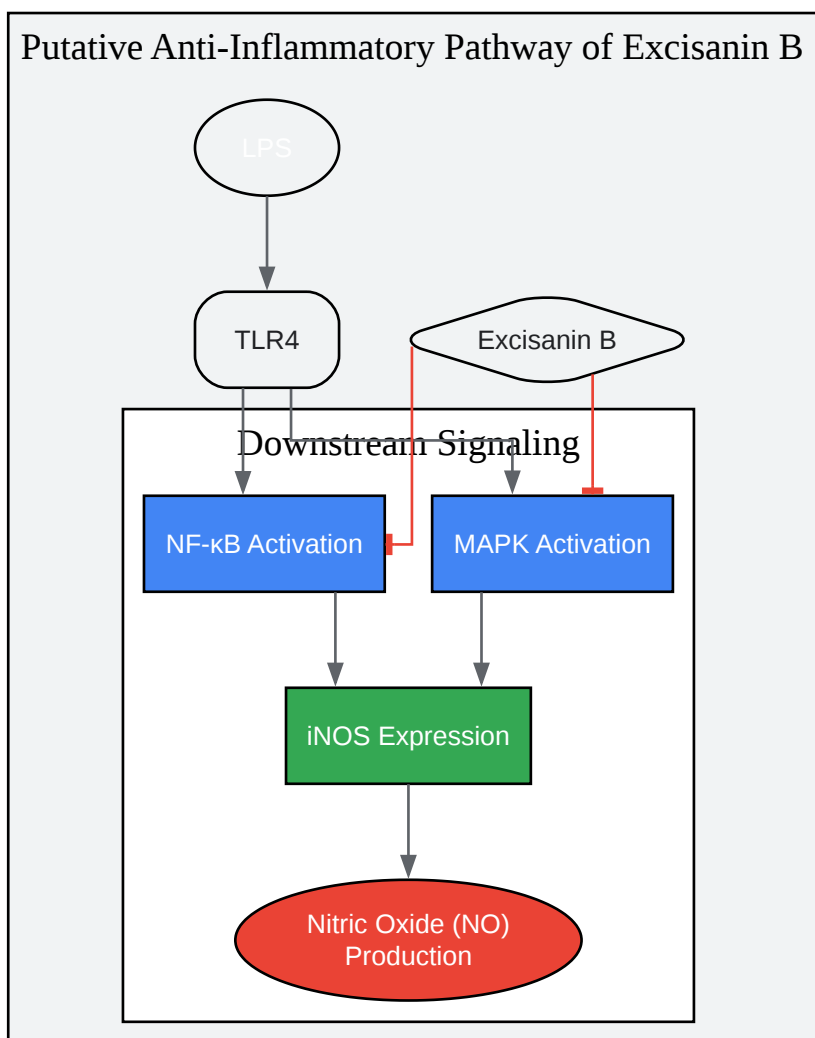 Putative Anti-Inflammatory Pathway of Excisanin B
LPS
TLR4
Excisanin B
Downstream Signaling
NF-κB Activation
MAPK Activation
iNOS Expression
Nitric Oxide (NO)
Production